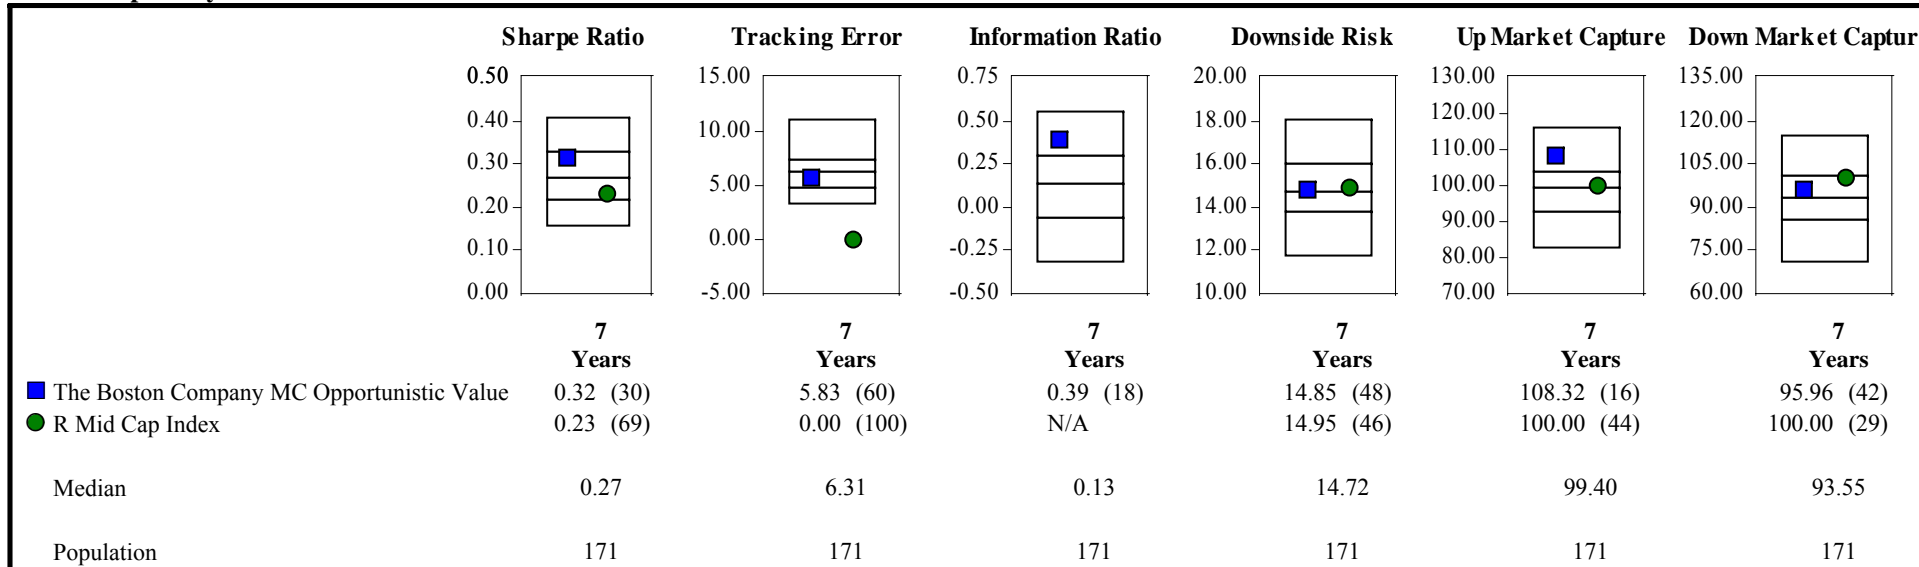 Sharpe Ratio Tracking Error Information Ratio Downside Risk Up Market Capture Down Market Captur
0.50 15.00 0.75 20.00 130.00 135.00
0.40 10.00 0.50 18.00 120.00 120.00
0.30 5.00 0.25 16.00 110.00 105.00
0.20 0.00 0.00 14.00 100.00 90.00
0.10 -5.00 -0.25 12.00 90.00 75.00
0.00 -0.50 10.00 80.00 60.00
70.00
7 7 7 7 7 7
Years Years Years Years Years Years
The Boston Company MC Opportunistic Value 0.32 (30) 5.83 (60) 0.39 (18) 14.85 (48) 108.32 (16) 95.96 (42)
R Mid Cap Index 0.23 (69) 0.00 (100) N/A 14.95 (46) 100.00 (44) 100.00 (29)
Median 0.27 6.31 0.13 14.72 99.40 93.55
Population 171 171 171 171 171 171